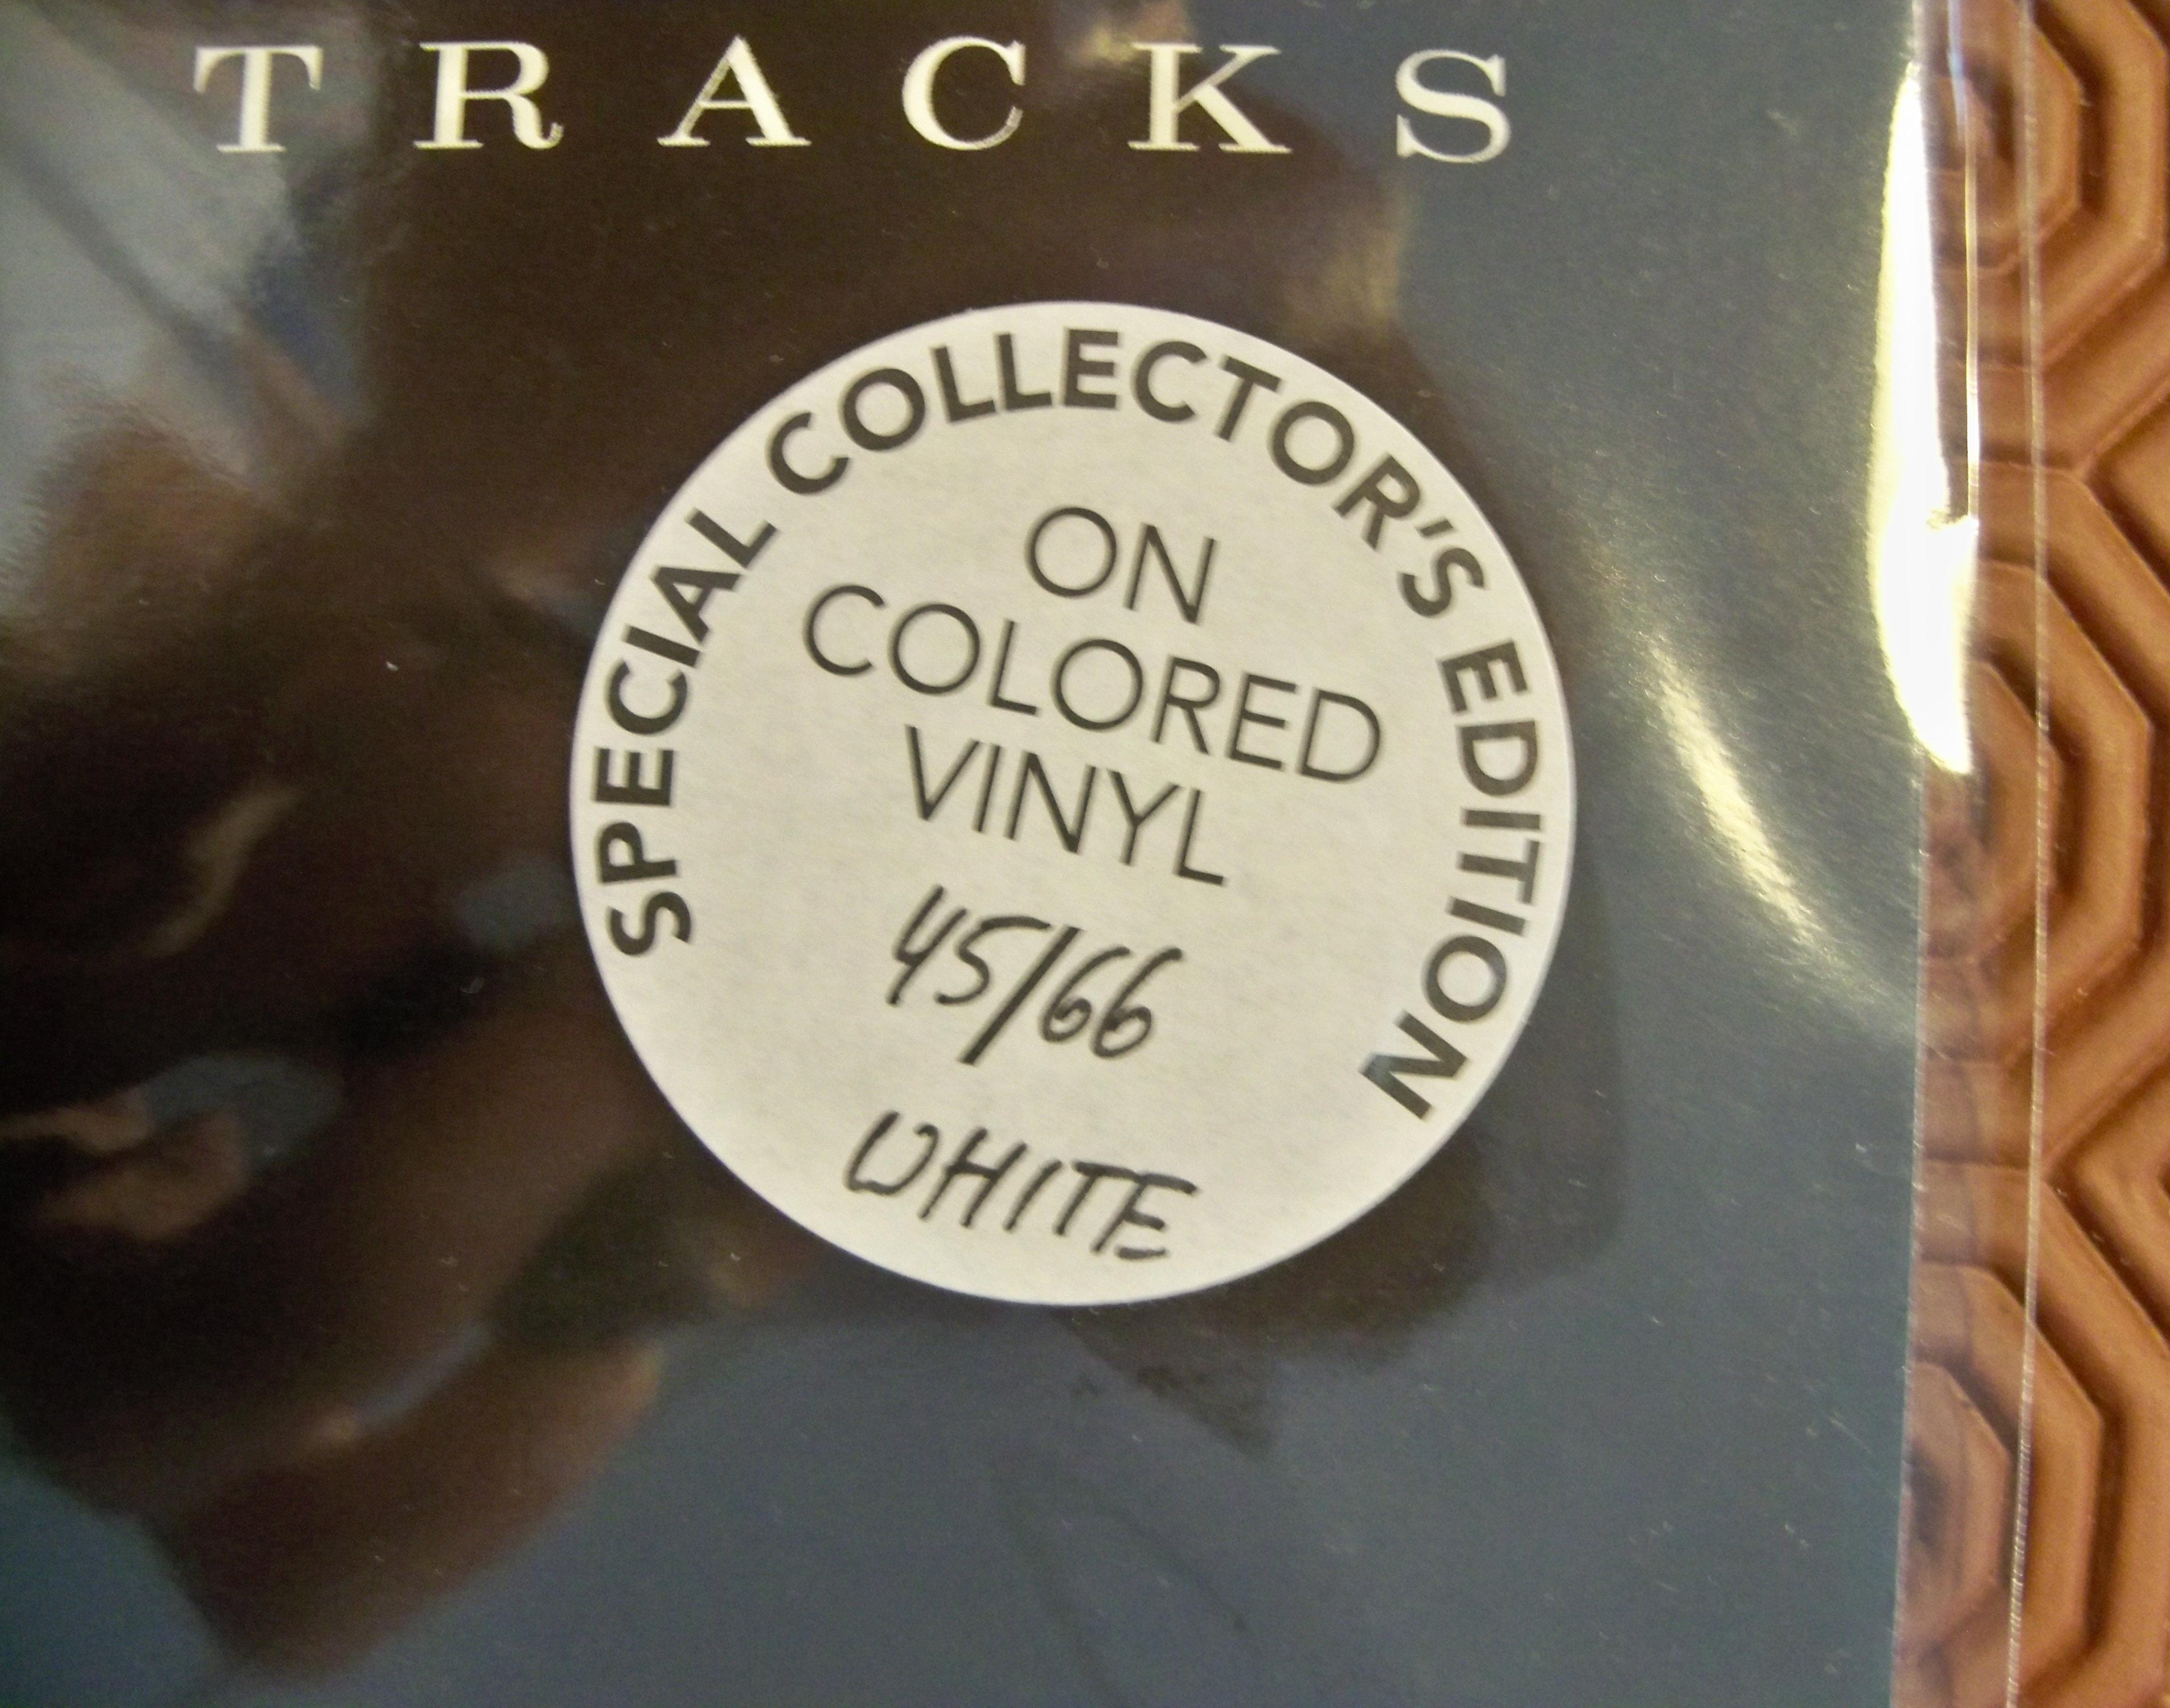 TRACKS
SPECIAL COLLECTOR'S EDITION
ON
COLORED
VINYL
45/66
WHITE